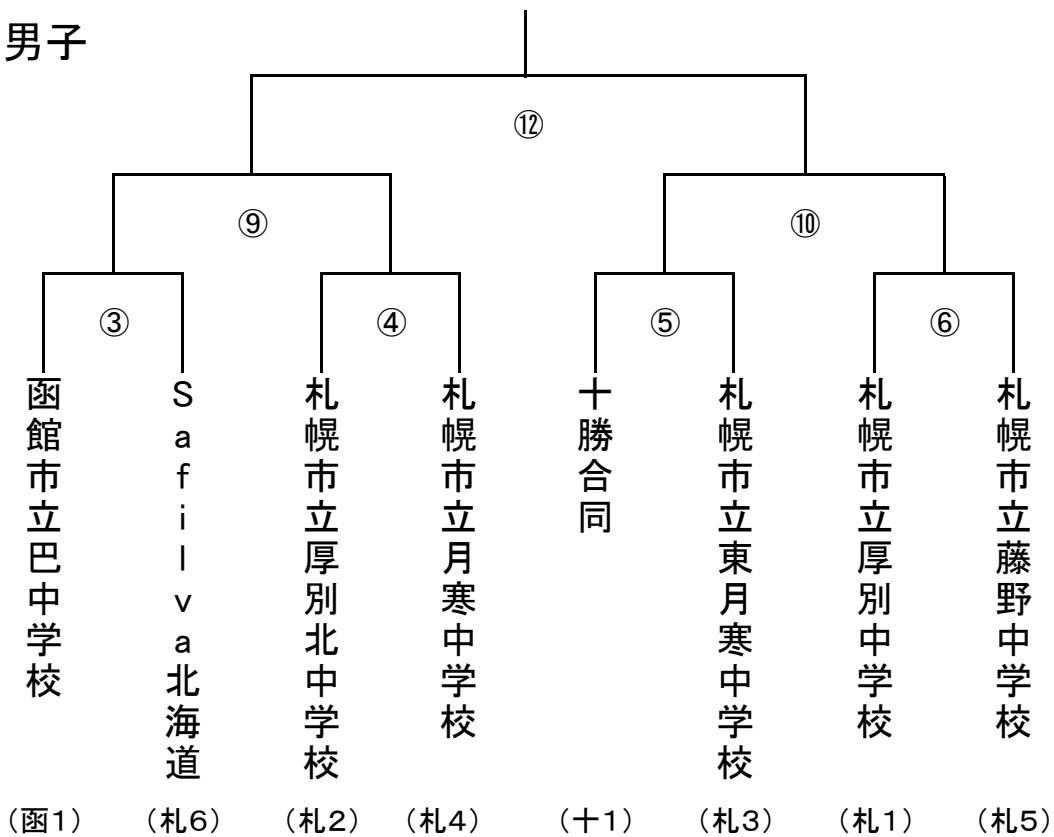 男子
⑫
⑨
⑩
③
④
⑤
⑥
函館市立巴中学校
Safilva北海道
札幌市立厚別北中学校
札幌市立月寒中学校
十勝合同
札幌市立東月寒中学校
札幌市立厚別中学校
札幌市立藤野中学校
（函１）
（札６）
（札２）
（札４）
（十１）
（札３）
（札１）
（札５）